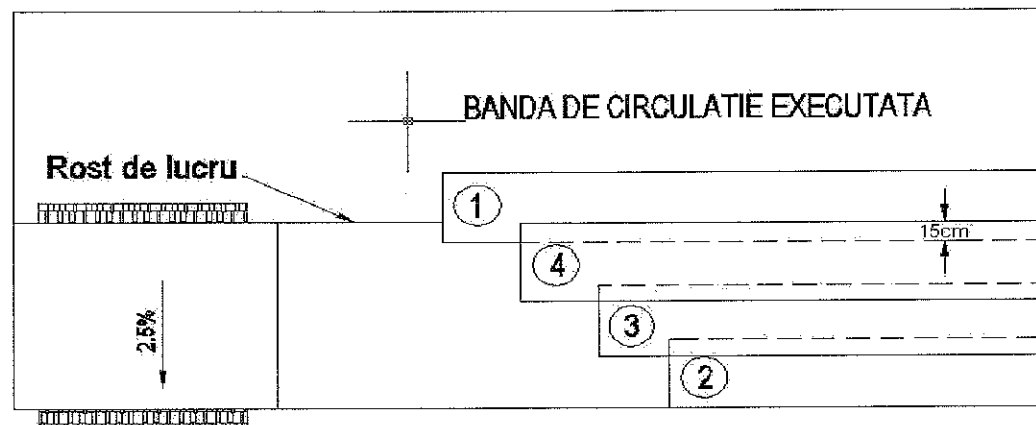 BANDA DE CIRCULATIE EXECUTATA
Rost de lucru
1
15cm
4
2.5%
3
2